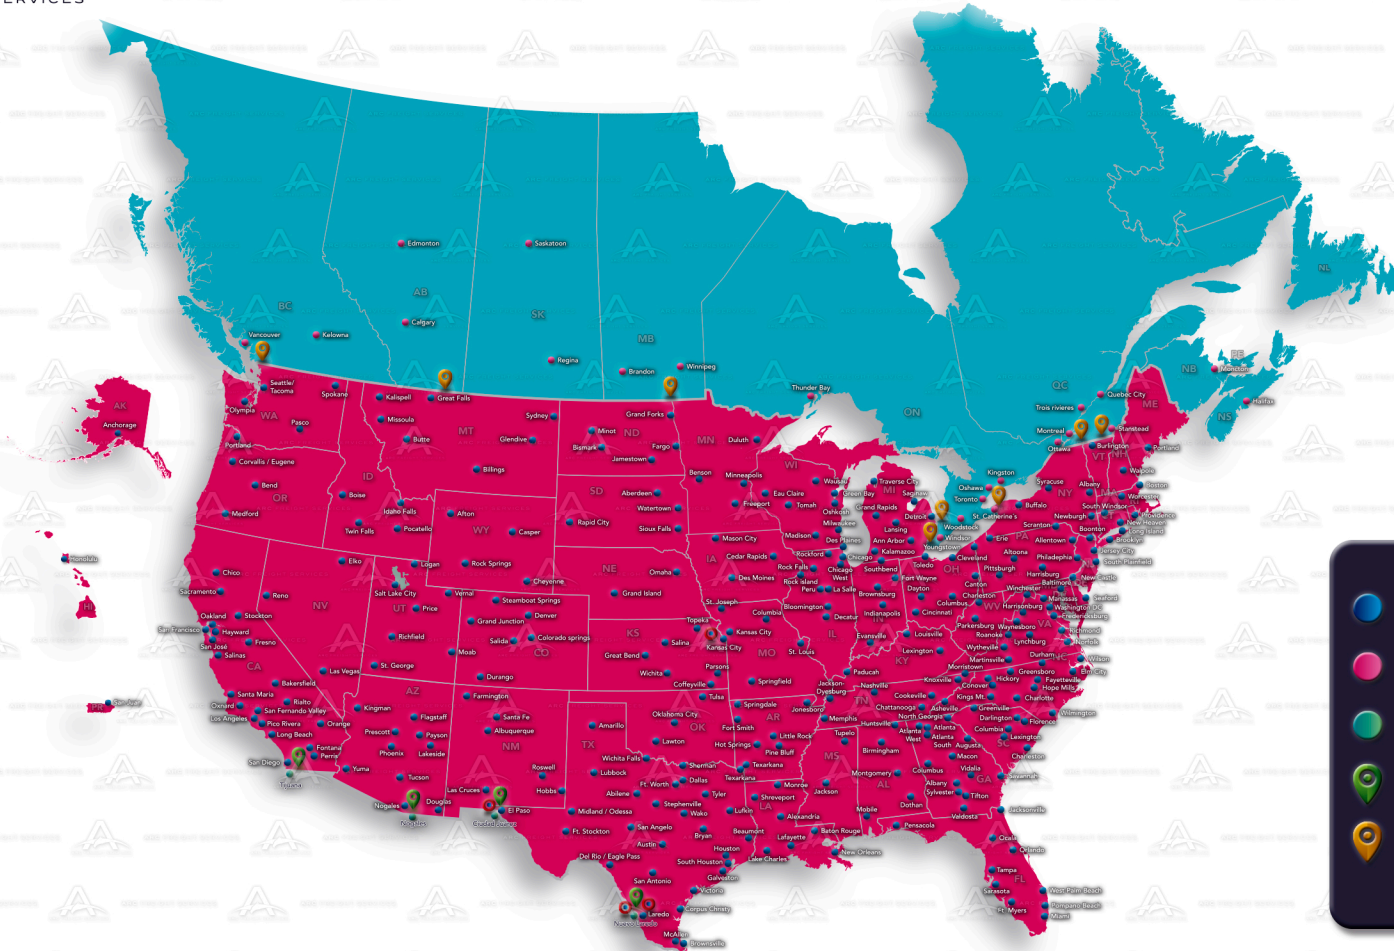 SERVICES
Edmonton
Saskatoon
AB
BC
SK
MB
Calgary
Vancouver
Kelowna
Regina
Brandon
Winnipeg
NL
PE
NB
Moncton
NS
Halifax
QC
Quebec City
Trois rivieres
Montreal
Stanstead
Ottawa
ON
Thunder Bay
Kingston
Oshawa
Toronto
St. Catherine's
Woodstock
Windsor
AK
Anchorage
Honolulu
HI
Seattle/
Tacoma
Olympia
WA
Spokane
Pasco
Portland
Corvallis / Eugene
Bend
OR
Medford
Kalispell
Great Falls
Missoula
MT
Butte
Glendive
Sydney
Billings
ID
Boise
Idaho Falls
Twin Falls
Pocatello
Afton
WY
Casper
Rock Springs
Cheyenne
Grand Forks
Minot
ND
Bismark
Fargo
Jamestown
SD
Aberdeen
Watertown
Rapid City
Sioux Falls
MN
Duluth
Benson
Minneapolis
Freeport
WI
Wausau
Eau Claire
Green Bay
Tomah
Oshkosh
Milwaukee
Madison
Des Plaines
MI
Traverse City
Saginaw
Grand Rapids
Detroit
Lansing
Ann Arbor
Kalamazoo
Chico
Sacramento
Reno
Elko
Oakland
Stockton
San Francisco
Hayward
San José
Fresno
Salinas
NV
CA
Las Vegas
Bakersfield
Santa Maria
Oxnard
Rialto
San Fernando Valley
Los Angeles
Pico Rivera
Orange
Long Beach
Fontana
Perris
San Diego
Tijuana
Logan
Salt Lake City
UT
Price
Vernal
Richfield
Moab
St. George
Steamboat Springs
Denver
Grand Junction
Salida
Colorado springs
CO
Durango
AZ
Kingman
Flagstaff
Prescott
Payson
Phoenix
Lakeside
Yuma
Tucson
Nogales
Douglas
Nogales
Farmington
Santa Fe
Albuquerque
NM
Roswell
Hobbs
Las Cruces
El Paso
Ciudad Juarez
NE
Omaha
Grand Island
KS
Topeka
Salina
Great Bend
Wichita
Coffeyville
Parsons
IA
Mason City
Cedar Rapids
Des Moines
St. Joseph
Kansas City
Kansas City
Columbia
MO
St. Louis
Springfield
Rockford
Rock Falls
Rock island
Chicago
Chicago
West
Peru
La Salle
Bloomington
Decatur
IL
Southbend
Fort Wayne
Brownsburg
Indianapolis
IN
Evansville
Toledo
OH
Cleveland
Youngstown
Canton
Dayton
Columbus
Cincinnati
Louisville
Lexington
KY
Paducah
Tulsa
Oklahoma City
OK
Lawton
Springdale
AR
Fort Smith
Little Rock
Hot Springs
Pine Bluff
Jonesboro
Jackson-
Dyesburg
Nashville
TN
Memphis
Knoxville
Cookeville
Chattanooga
Morristown
Amarillo
TX
Wichita Falls
Lubbock
Sherman
Ft. Worth
Dallas
Abilene
Tyler
Texarkana
Texarkana
Midland / Odessa
Stephenville
Wako
Lufkin
Ft. Stockton
San Angelo
Bryan
Austin
Beaumont
Houston
South Houston
Del Rio / Eagle Pass
San Antonio
Galveston
Victoria
Corpus Christy
Laredo
Nuevo Laredo
McAllen
Brownsville
Monroe
Shreveport
LA
Alexandria
Lafayette
Baton Rouge
Lake Charles
New Orleans
MS
Tupelo
Jackson
Huntsville
Birmingham
Montgomery
AL
Dothan
Mobile
Pensacola
North Georgia
Atlanta
West
Atlanta
Atlanta
South
Augusta
Macon
Columbus
Vidalia
GA
Albany
Sylvester
Tifton
Savannah
Valdosta
Jacksonville
Ocala
Orlando
Tampa
FL
Sarasota
Ft. Myers
West Palm Beach
Pompano Beach
Miami
Asheville
Greenville
Darlington
Florence
Columbia
Lexington
SC
Charleston
Conover
Hickory
Kings Mt.
Charlotte
Greensboro
Durham
NC
Fayetteville
Hope Mills
Wilmington
Wilson
Elm City
WV
Charleston
Parkersburg
Winchester
Harrisonburg
Waynesboro
Roanoke
Lynchburg
Wytheville
Martinsville
VA
Richmond
Norfolk
Fredericksburg
Washington DC
Manassas
Seaford
Baltimore
New Castle
PA
Erie
Altoona
Pittsburgh
Harrisburg
Allentown
Philadelphia
Scranton
South Plainfield
Jersey City
Brooklyn
Long Island
New Heaven
Boonton
Newburgh
NY
Buffalo
Syracuse
Albany
South Windsor
Providence
Worcester
Boston
MA
Walpole
NH
VT
Burlington
ME
Portland